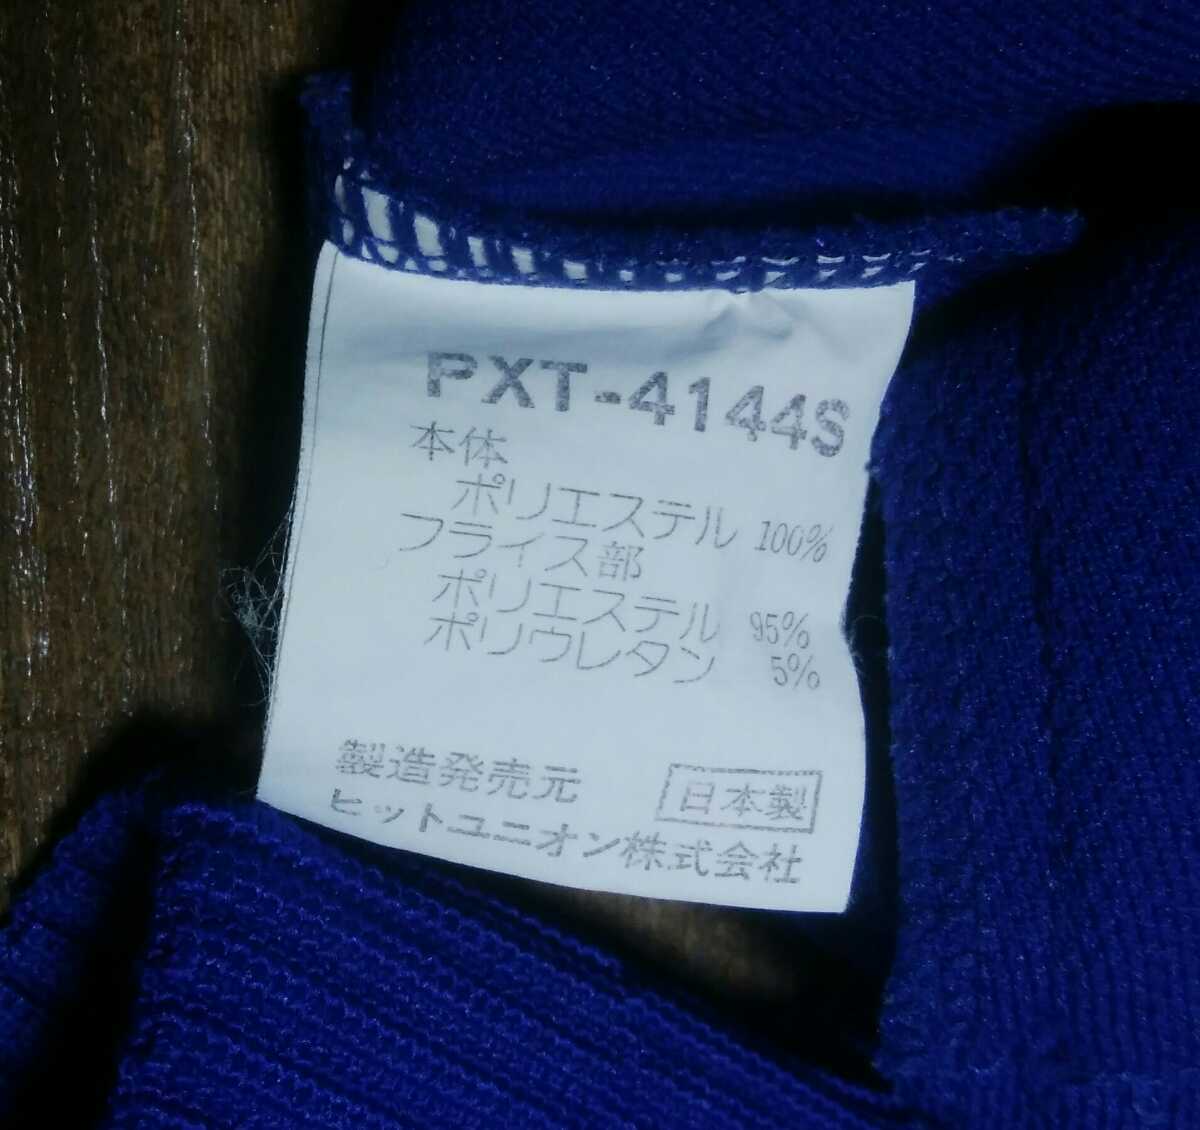 PXT-4144S
本体
ポリエステル 100%
フライス部
ポリエステル 95%
ポリウレタン 5%
製造発売元 日本製
ヒットユニオン株式会社